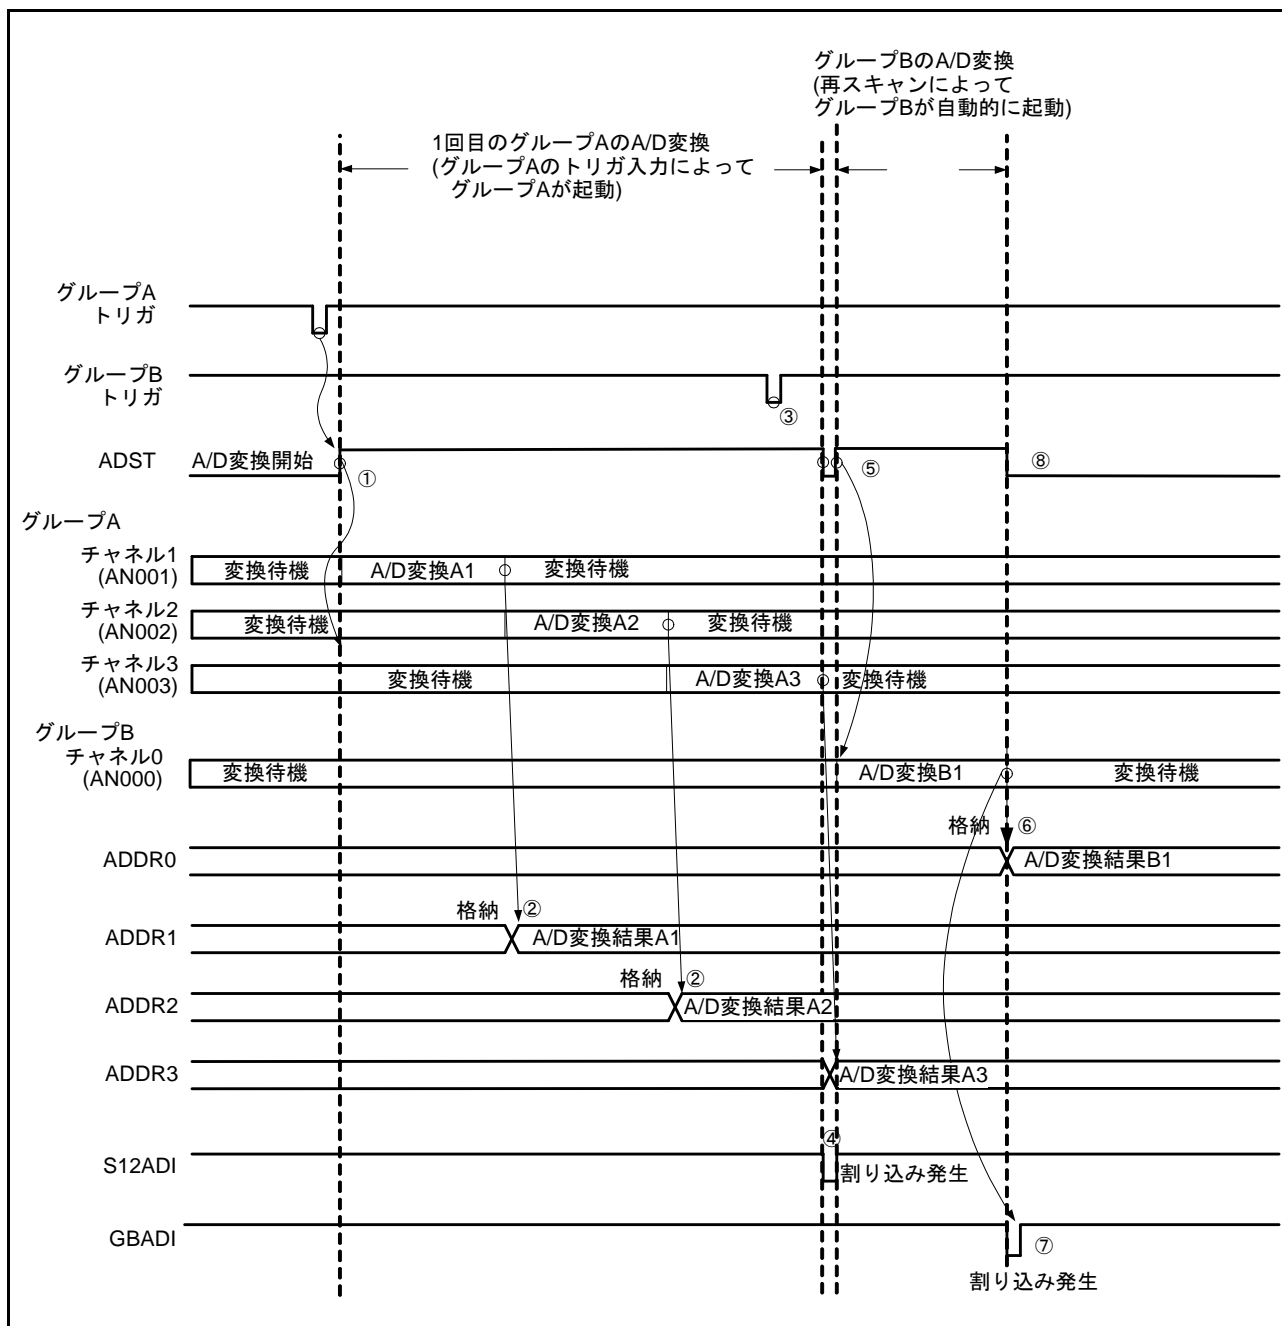 グループBのA/D変換
(再スキャンによって
グループBが自動的に起動)
1回目のグループAのA/D変換
(グループAのトリガ入力によって
グループAが起動)
グループA
トリガ
グループB
トリガ
③
ADST
A/D変換開始
①
⑤
⑧
グループA
チャネル1
(AN001)
変換待機
A/D変換A1
変換待機
チャネル2
(AN002)
変換待機
A/D変換A2
変換待機
チャネル3
(AN003)
変換待機
A/D変換A3
変換待機
グループB
チャネル0
(AN000)
変換待機
A/D変換B1
変換待機
格納
⑥
ADDR0
A/D変換結果B1
格納
②
ADDR1
A/D変換結果A1
格納
②
ADDR2
A/D変換結果A2
ADDR3
A/D変換結果A3
④
S12ADI
割り込み発生
GBADI
⑦
割り込み発生